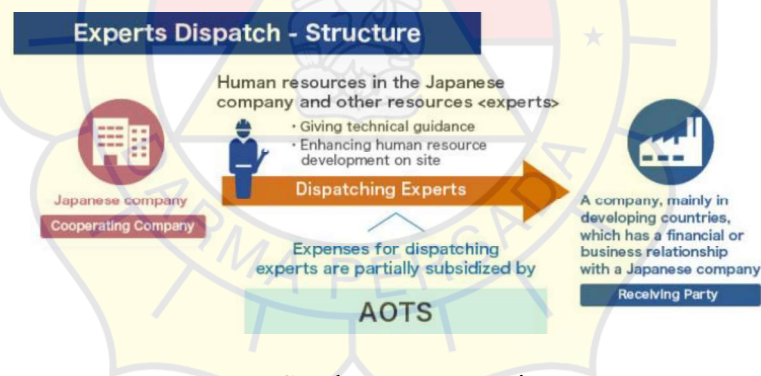 Experts Dispatch - Structure
Human resources in the Japanese
company and other resources <experts>
・Giving technical guidance
・Enhancing human resource
development on site
Dispatching Experts
Japanese company
Cooperating Company
Expenses for dispatching
experts are partially subsidized by
AOTS
A company, mainly in
developing countries,
which has a financial or
business relationship
with a Japanese company
Receiving Party
DARMA PERSADA